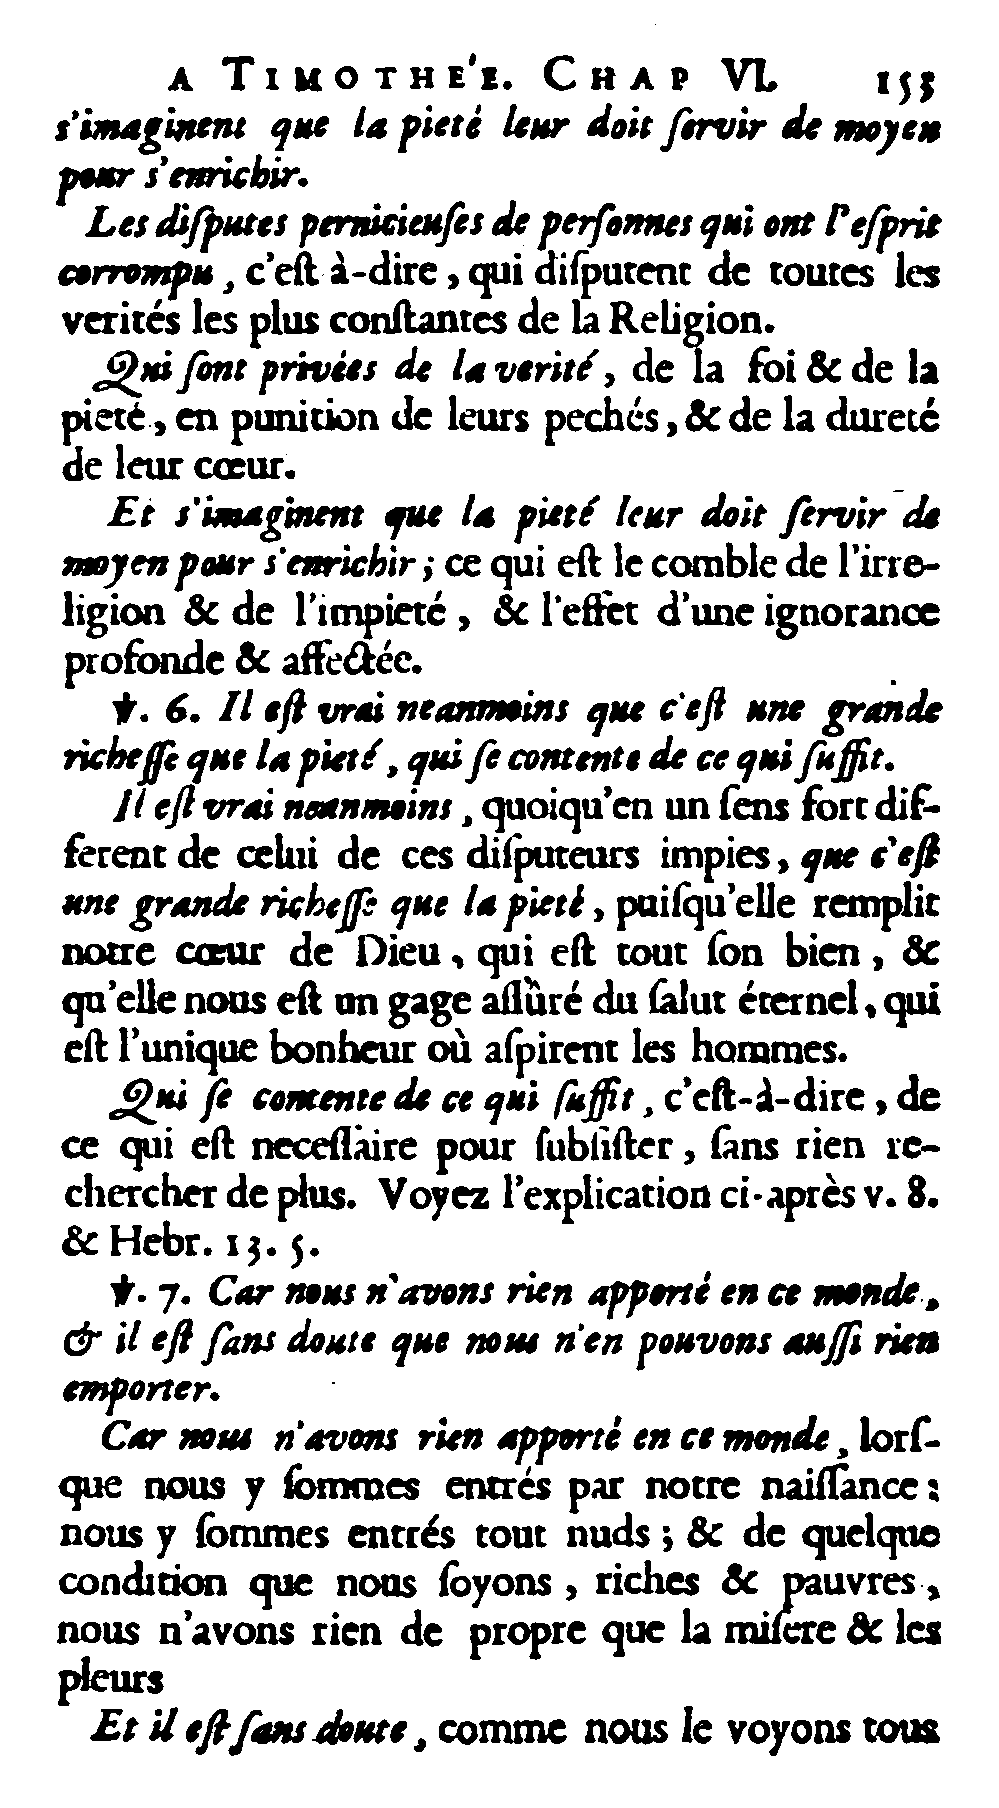 A TIMOTHE'E. CHAP VI. 153
s'imaginent que la pieté leur doit ſervir de moyen
pour s'enrichir.
Les diſputes pernicieuſes de perſonnes qui ont l'eſprit
corrompu, c'eſt à-dire, qui diſputent de toutes les
verités les plus conſtantes de la Religion.
Qui ſont privées de la verité, de la foi & de la
pieté, en punition de leurs pechés, & de la dureté
de leur cœur.
Et s'imaginent que la pieté leur doit ſervir de
moyen pour s'enrichir; ce qui eſt le comble de l'irre-
ligion & de l'impieté, & l'effet d'une ignorance
profonde & affectée.
℣. 6. Il eſt vrai neanmoins que c'eſt une grande
richeſſe que la pieté, qui ſe contente de ce qui ſuffit.
Il eſt vrai neanmoins, quoiqu'en un ſens fort dif-
ferent de celui de ces diſputeurs impies, que c'eſt
une grande richeſſe que la pieté, puiſqu'elle remplit
notre cœur de Dieu, qui eſt tout ſon bien, &
qu'elle nous eſt un gage aſſûré du ſalut éternel, qui
eſt l'unique bonheur où aſpirent les hommes.
Qui ſe contente de ce qui ſuffit, c'eſt-à-dire, de
ce qui eſt neceſſaire pour ſubſiſter, ſans rien re-
chercher de plus. Voyez l'explication ci-après v. 8.
& Hebr. 13. 5.
℣. 7. Car nous n'avons rien apporté en ce monde,
& il eſt ſans doute que nous n'en pouvons auſſi rien
emporter.
Car nous n'avons rien apporté en ce monde, lorſ-
que nous y ſommes entrés par notre naiſſance:
nous y ſommes entrés tout nuds; & de quelque
condition que nous ſoyons, riches & pauvres,
nous n'avons rien de propre que la miſere & les
pleurs
Et il eſt ſans doute, comme nous le voyons tous